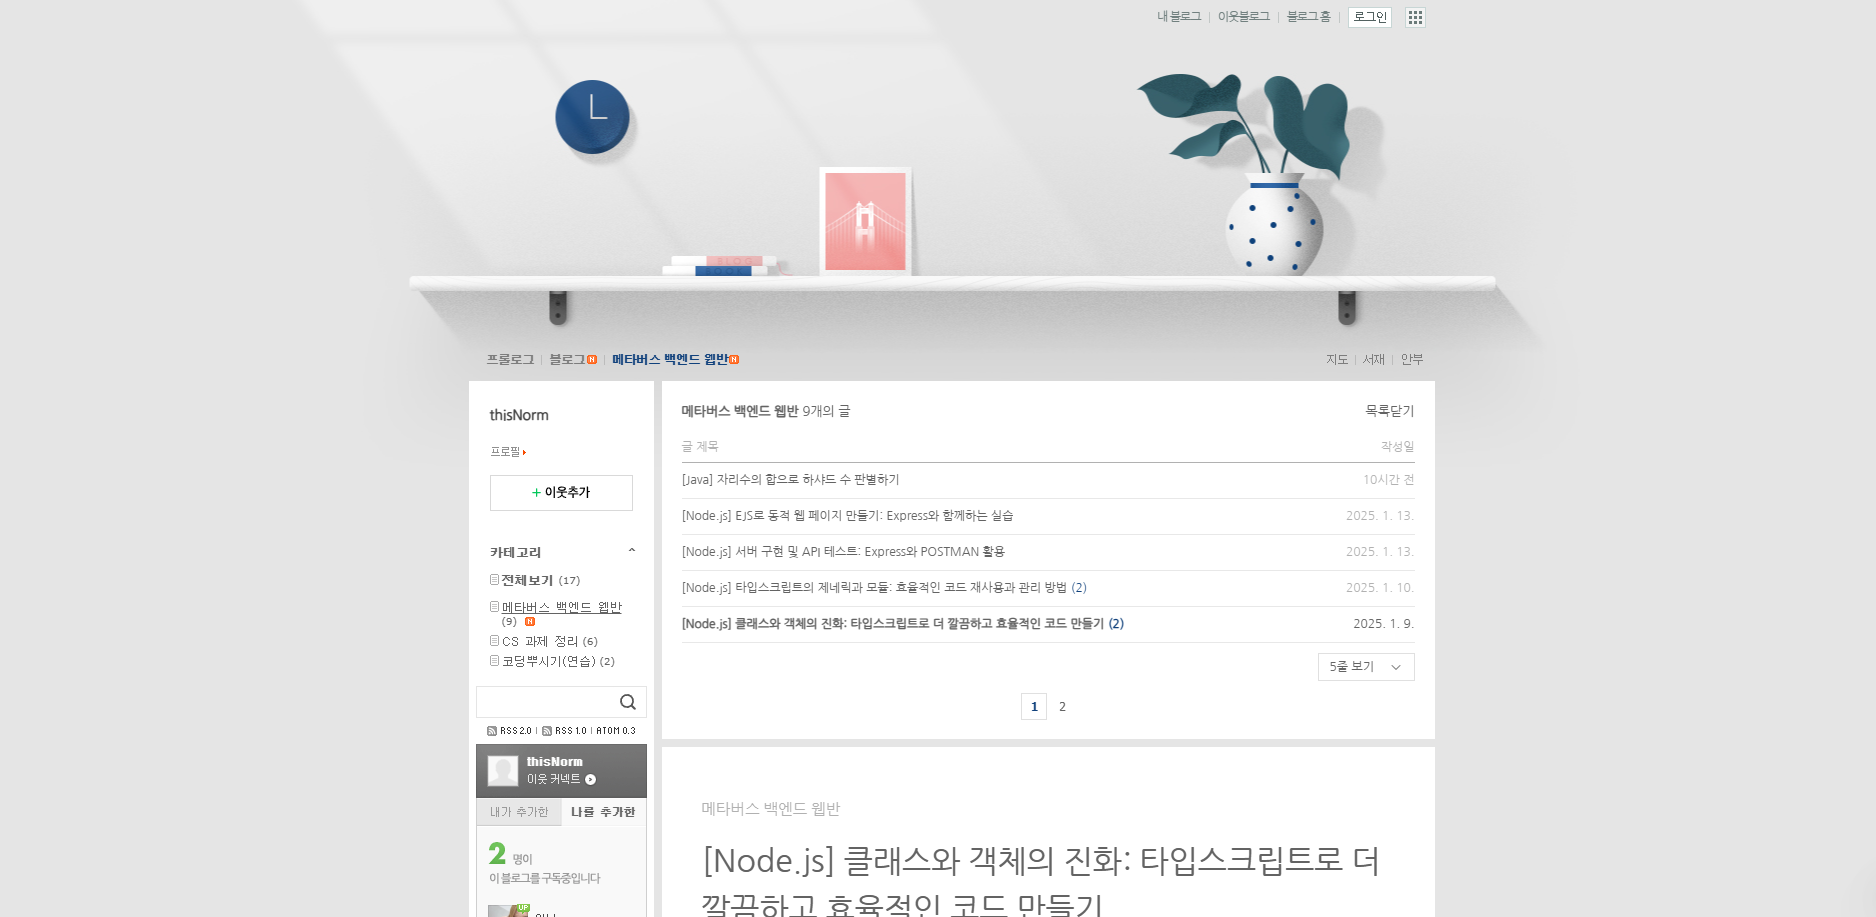 내 블로그 이웃블로그 블로그 홈 로그인
BLOG
BOOK
프롤로그 블로그 메타버스 백엔드 웹반 지도 서재 안부
thisNorm
프로필
+ 이웃추가
카테고리
전체보기 (17)
메타버스 백엔드 웹반
(9)
CS 과제 정리 (6)
코딩뿌시기(연습) (2)
RSS 2.0 RSS 1.0 ATOM 0.3
thisNorm
이웃 커넥트
내가 추가한 나를 추가한
2 명이
이 블로그를 구독중입니다
UP
메타버스 백엔드 웹반 9개의 글 목록닫기
글 제목 작성일
[Java] 자리수의 합으로 하샤드 수 판별하기 10시간 전
[Node.js] EJS로 동적 웹 페이지 만들기: Express와 함께하는 실습 2025. 1. 13.
[Node.js] 서버 구현 및 API 테스트: Express와 POSTMAN 활용 2025. 1. 13.
[Node.js] 타입스크립트의 제네릭과 모듈: 효율적인 코드 재사용과 관리 방법 (2) 2025. 1. 10.
[Node.js] 클래스와 객체의 진화: 타입스크립트로 더 깔끔하고 효율적인 코드 만들기 (2) 2025. 1. 9.
5줄 보기
1 2
메타버스 백엔드 웹반
[Node.js] 클래스와 객체의 진화: 타입스크립트로 더
깔끔하고 효율적인 코드 만들기